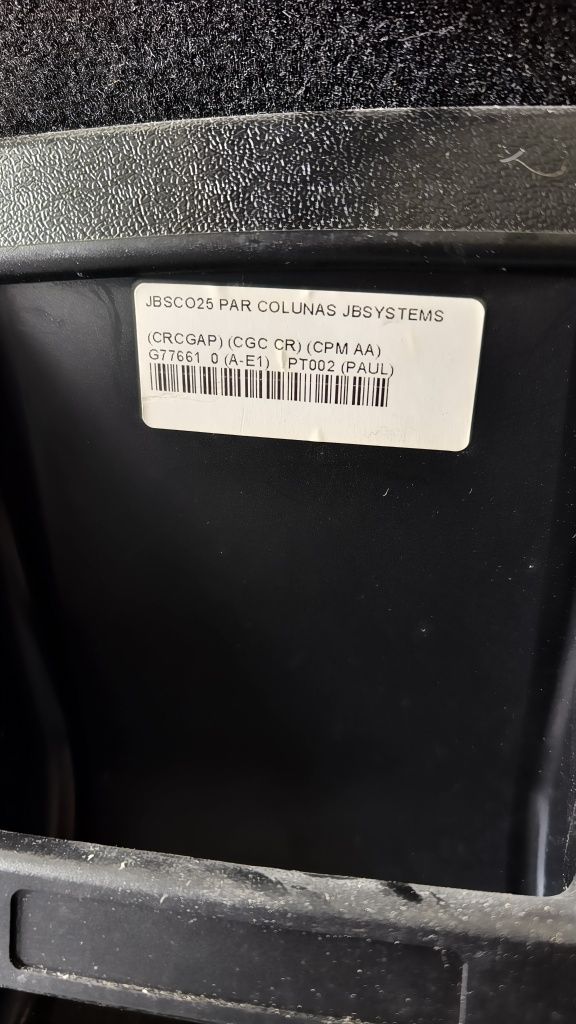 JBSCO25 PAR COLUNAS JBSYSTEMS
(CRCGAP) (CGC CR) (CPM AA)
G77661 0 (A-E1) PT002 (PAUL)